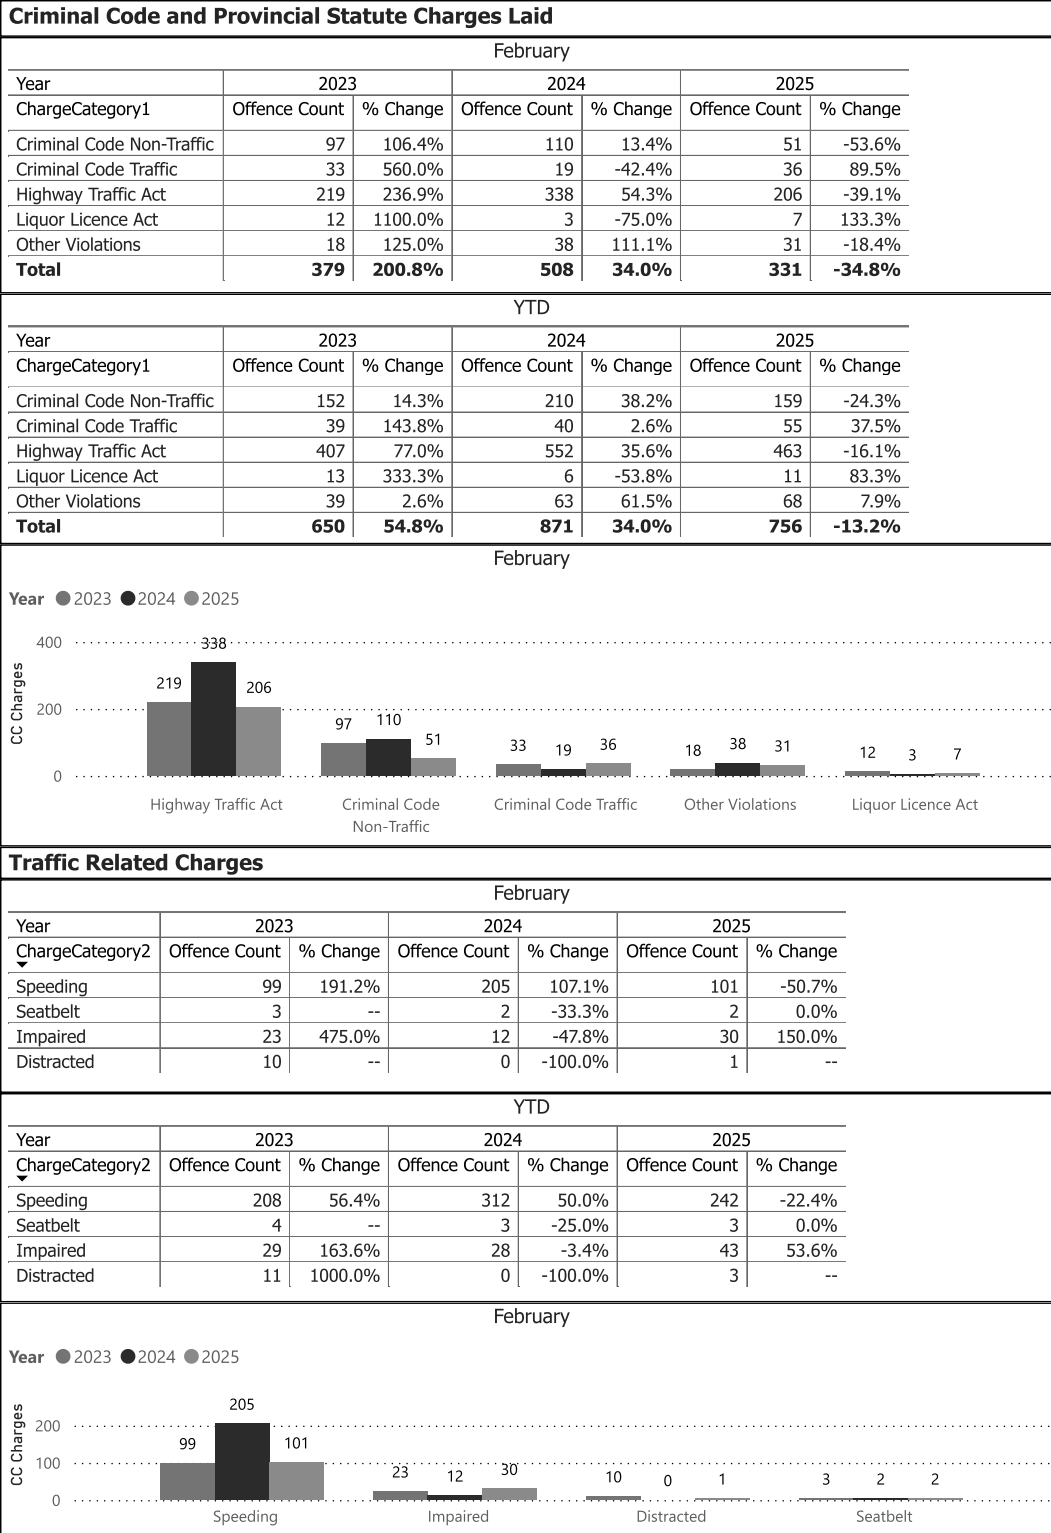 Criminal Code and Provincial Statute Charges Laid
February
Year 2023 2024 2025
ChargeCategory1 Offence Count % Change Offence Count % Change Offence Count % Change
Criminal Code Non-Traffic 97 106.4% 110 13.4% 51 -53.6%
Criminal Code Traffic 33 560.0% 19 -42.4% 36 89.5%
Highway Traffic Act 219 236.9% 338 54.3% 206 -39.1%
Liquor Licence Act 12 1100.0% 3 -75.0% 7 133.3%
Other Violations 18 125.0% 38 111.1% 31 -18.4%
Total 379 200.8% 508 34.0% 331 -34.8%
YTD
Year 2023 2024 2025
ChargeCategory1 Offence Count % Change Offence Count % Change Offence Count % Change
Criminal Code Non-Traffic 152 14.3% 210 38.2% 159 -24.3%
Criminal Code Traffic 39 143.8% 40 2.6% 55 37.5%
Highway Traffic Act 407 77.0% 552 35.6% 463 -16.1%
Liquor Licence Act 13 333.3% 6 -53.8% 11 83.3%
Other Violations 39 2.6% 63 61.5% 68 7.9%
Total 650 54.8% 871 34.0% 756 -13.2%
February
Year 2023 2024 2025
CC Charges
400
200
0
219 338 206
97 110 51
33 19 36
18 38 31
12 3 7
Highway Traffic Act Criminal Code Criminal Code Traffic Other Violations Liquor Licence Act
Non-Traffic
Traffic Related Charges
February
Year 2023 2024 2025
ChargeCategory2 Offence Count % Change Offence Count % Change Offence Count % Change
Speeding 99 191.2% 205 107.1% 101 -50.7%
Seatbelt 3 -- 2 -33.3% 2 0.0%
Impaired 23 475.0% 12 -47.8% 30 150.0%
Distracted 10 -- 0 -100.0% 1 --
YTD
Year 2023 2024 2025
ChargeCategory2 Offence Count % Change Offence Count % Change Offence Count % Change
Speeding 208 56.4% 312 50.0% 242 -22.4%
Seatbelt 4 -- 3 -25.0% 3 0.0%
Impaired 29 163.6% 28 -3.4% 43 53.6%
Distracted 11 1000.0% 0 -100.0% 3 --
February
Year 2023 2024 2025
CC Charges
200
100
0
99 205 101
23 12 30
10 0 1
3 2 2
Speeding Impaired Distracted Seatbelt